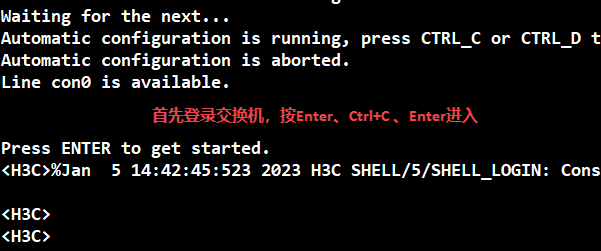 Waiting for the next...
Automatic configuration is running, press CTRL_C or CTRL_D t
Automatic configuration is aborted.
Line con0 is available.
首先登录交换机，按Enter、Ctrl+C 、Enter进入
Press ENTER to get started.
<H3C>%Jan  5 14:42:45:523 2023 H3C SHELL/5/SHELL_LOGIN: Cons
<H3C>
<H3C>